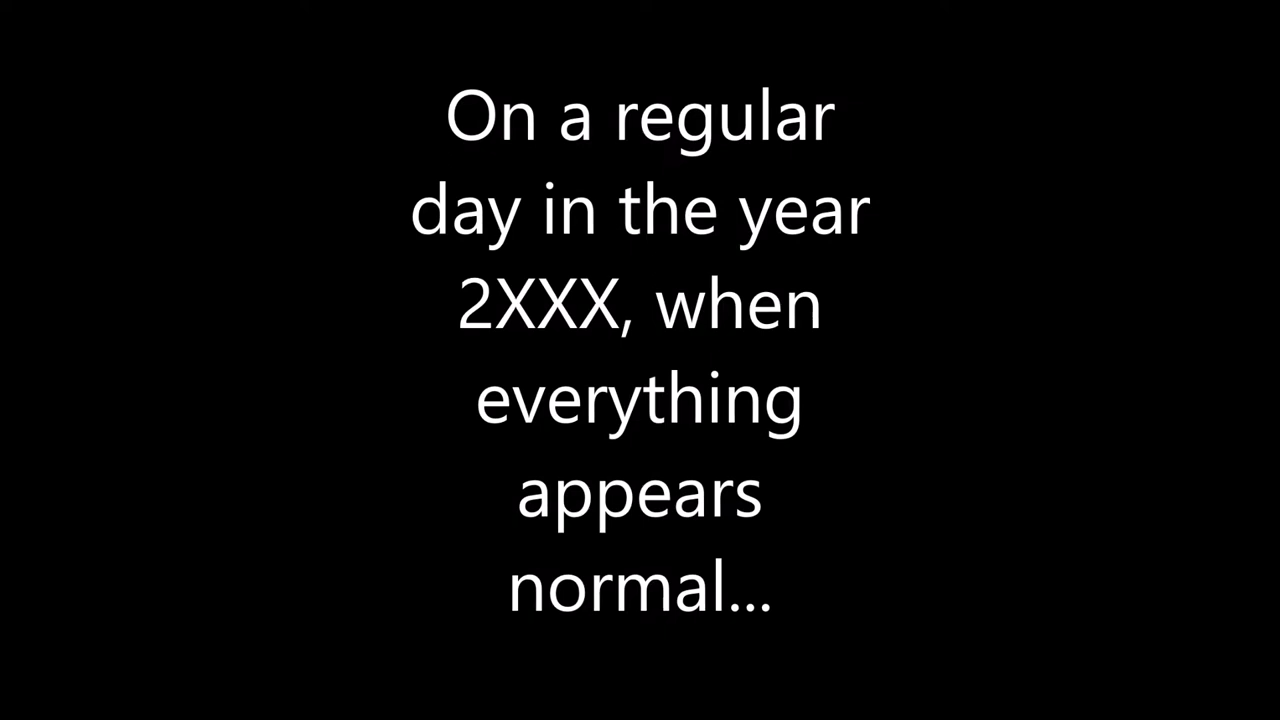 On a regular
day in the year
2XXX, when
everything
appears
normal...